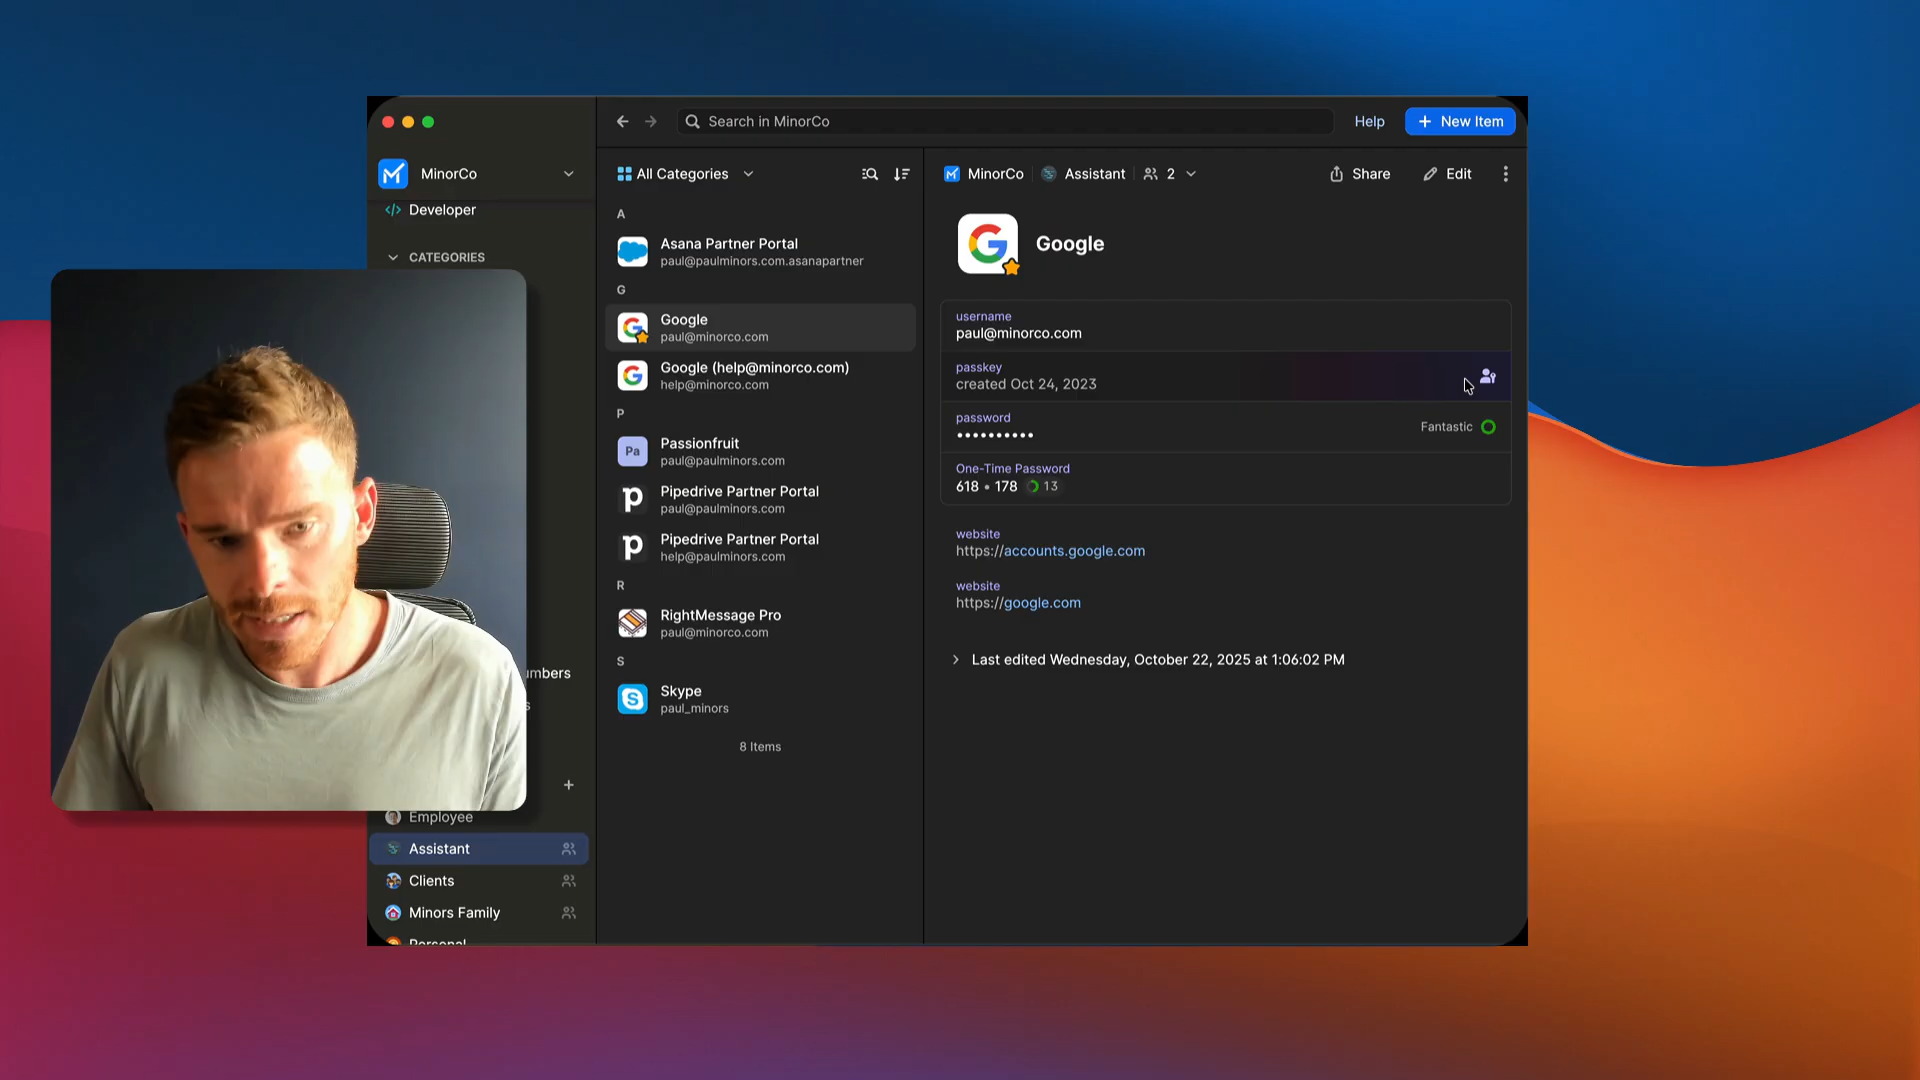 MinorCo
Developer
CATEGORIES
umbers
s
Employee
Assistant
Clients
Minors Family
Personal
Search in MinorCo
Help
New Item
All Categories
A
Asana Partner Portal
paul@paulminors.com.asanapartner
G
Google
paul@minorco.com
Google (help@minorco.com)
help@minorco.com
P
Pa
Passionfruit
paul@paulminors.com
Pipedrive Partner Portal
paul@paulminors.com
Pipedrive Partner Portal
help@paulminors.com
R
RightMessage Pro
paul@minorco.com
S
Skype
paul_minors
8 Items
MinorCo Assistant 2
Share
Edit
Google
username
paul@minorco.com
passkey
created Oct 24, 2023
password
••••••••••
Fantastic
One-Time Password
618 • 178 13
website
https://accounts.google.com
website
https://google.com
Last edited Wednesday, October 22, 2025 at 1:06:02 PM